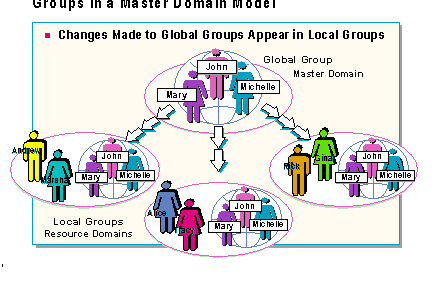 Groups in a Master Domain Model
Changes Made to Global Groups Appear in Local Groups
Global Group
Master Domain
John
Mary
Michelle
Andrew
John
Mary
Michelle
Gina
Rick
John
Mary
Michelle
Alice
John
Mary
Michelle
Local Groups
Resource Domains